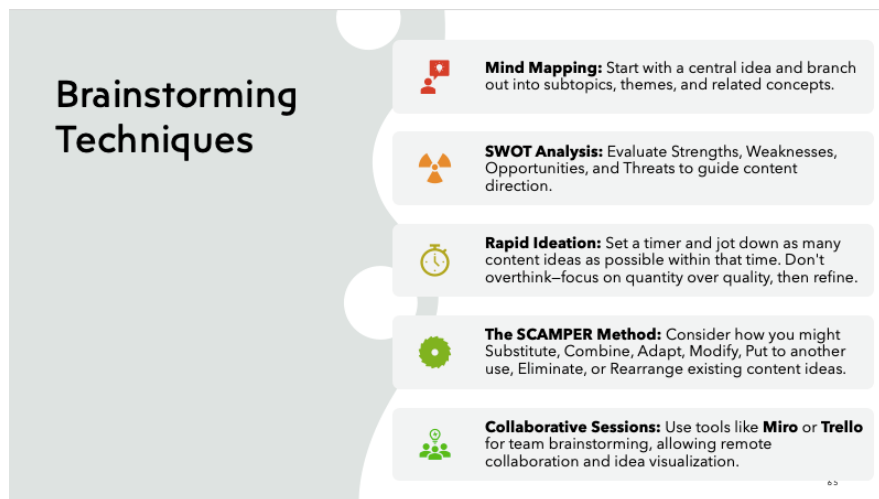 Brainstorming
Techniques
Mind Mapping: Start with a central idea and branch
out into subtopics, themes, and related concepts.
SWOT Analysis: Evaluate Strengths, Weaknesses,
Opportunities, and Threats to guide content
direction.
Rapid Ideation: Set a timer and jot down as many
content ideas as possible within that time. Don't
overthink—focus on quantity over quality, then refine.
The SCAMPER Method: Consider how you might
Substitute, Combine, Adapt, Modify, Put to another
use, Eliminate, or Rearrange existing content ideas.
Collaborative Sessions: Use tools like Miro or Trello
for team brainstorming, allowing remote
collaboration and idea visualization.
65